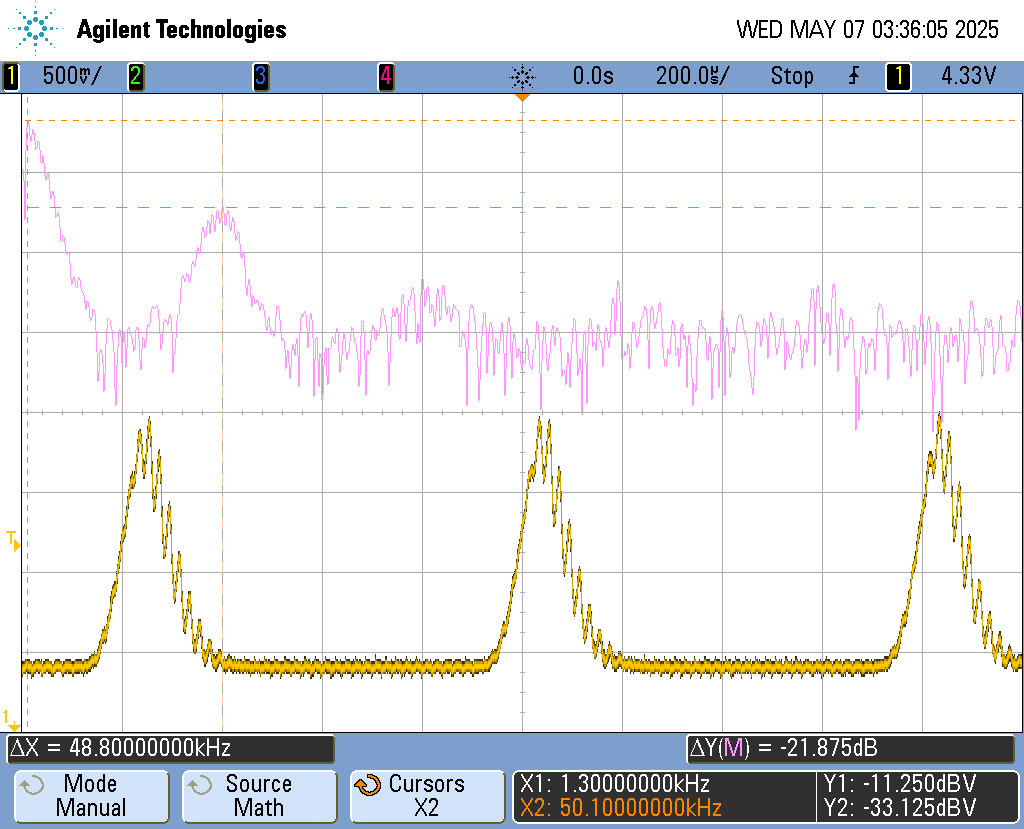 Agilent Technologies
WED MAY 07 03:36:05 2025
1 500mV/ 2 3 4 0.0s 200.0µs/ Stop 1 4.33V
T
1
ΔX = 48.80000000kHz ΔY(M) = -21.875dB
Mode
Manual
Source
Math
Cursors
X2
X1: 1.30000000kHz
X2: 50.10000000kHz
Y1: -11.250dBV
Y2: -33.125dBV